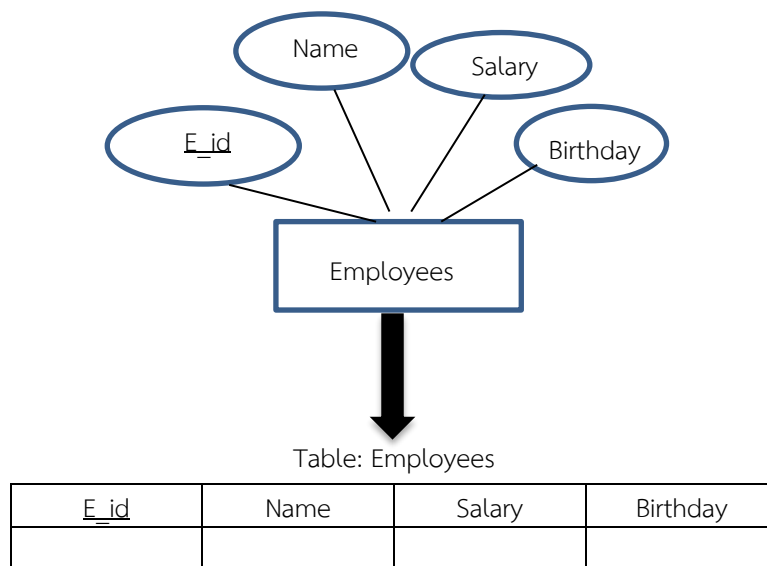 Name
Salary
E_id
Birthday
Employees
Table: Employees
E_id Name Salary Birthday